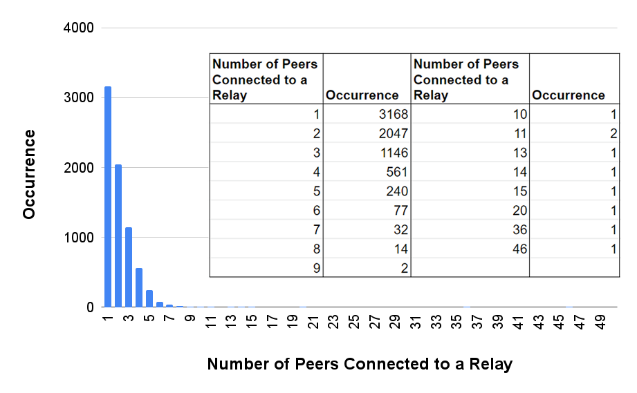 4000
3000
2000
1000
0
Occurrence
Number of Peers Connected to a Relay Occurrence Number of Peers Connected to a Relay Occurrence
1 3168 10 1
2 2047 11 2
3 1146 13 1
4 561 14 1
5 240 15 1
6 77 20 1
7 32 36 1
8 14 46 1
9 2
1 3 5 7 9 11 13 15 17 19 21 23 25 27 29 31 33 35 37 39 41 43 45 47 49
Number of Peers Connected to a Relay